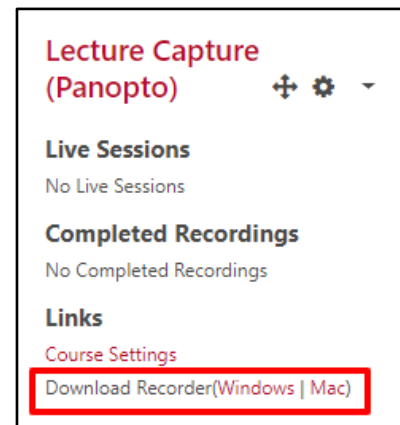 Lecture Capture
(Panopto)
Live Sessions
No Live Sessions
Completed Recordings
No Completed Recordings
Links
Course Settings
Download Recorder(Windows | Mac)